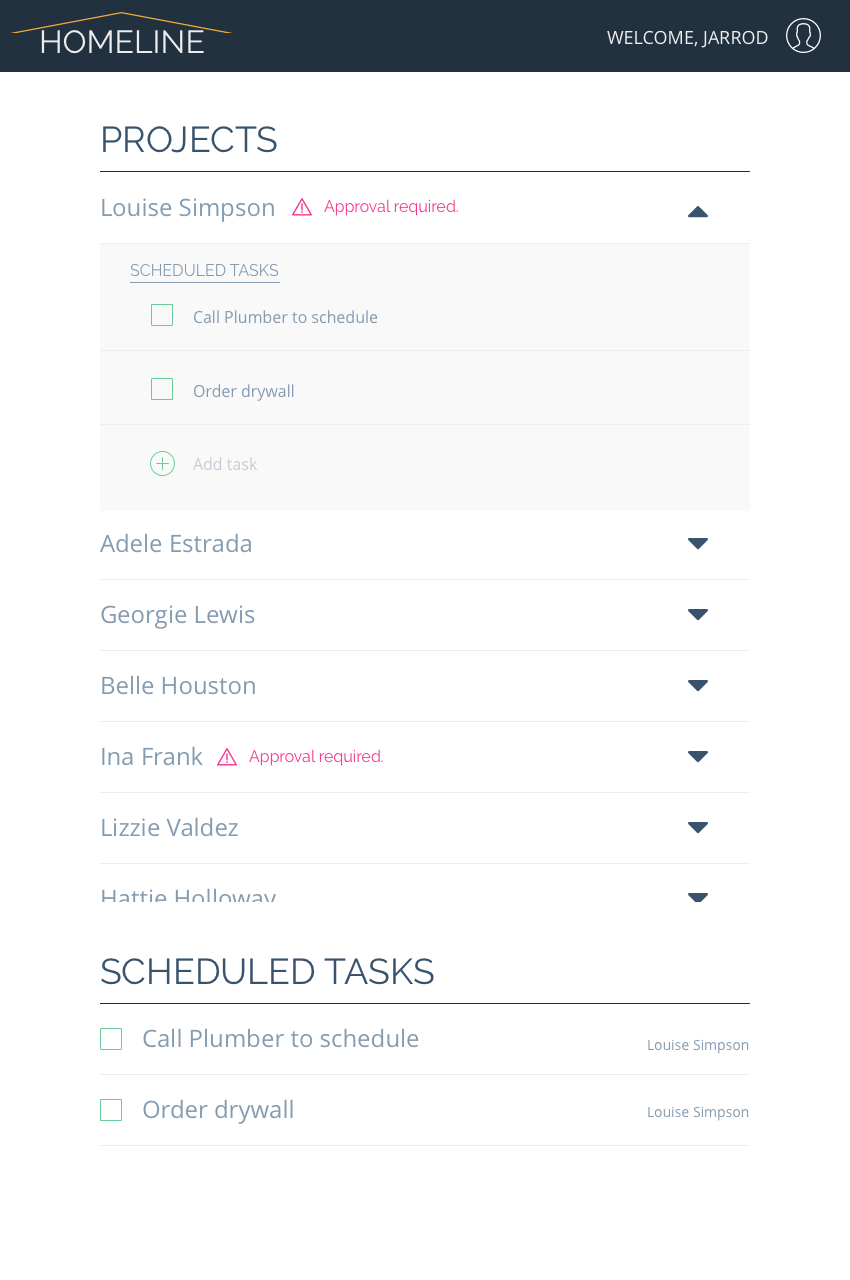 HOMELINE
WELCOME, JARROD
PROJECTS
Louise Simpson Approval required.
SCHEDULED TASKS
Call Plumber to schedule
Order drywall
Add task
Adele Estrada
Georgie Lewis
Belle Houston
Ina Frank Approval required.
Lizzie Valdez
Hattie Holloway
SCHEDULED TASKS
Call Plumber to schedule Louise Simpson
Order drywall Louise Simpson